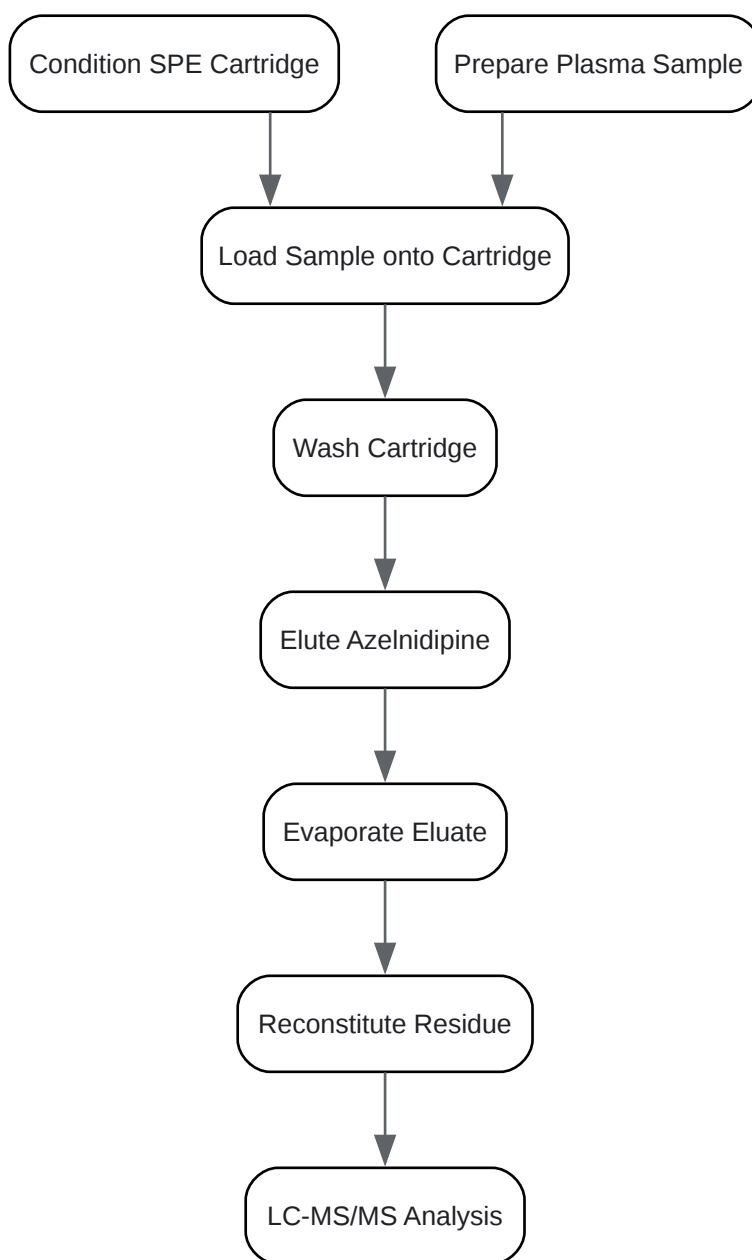 Condition SPE Cartridge
Prepare Plasma Sample
Load Sample onto Cartridge
Wash Cartridge
Elute Azelnidipine
Evaporate Eluate
Reconstitute Residue
LC-MS/MS Analysis